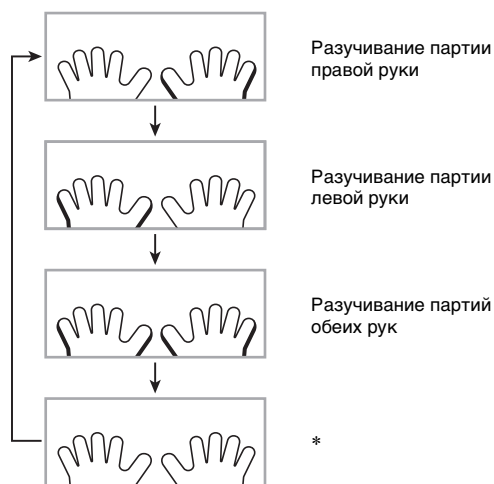 Разучивание партии
правой руки
Разучивание партии
левой руки
Разучивание партий
обеих рук
*